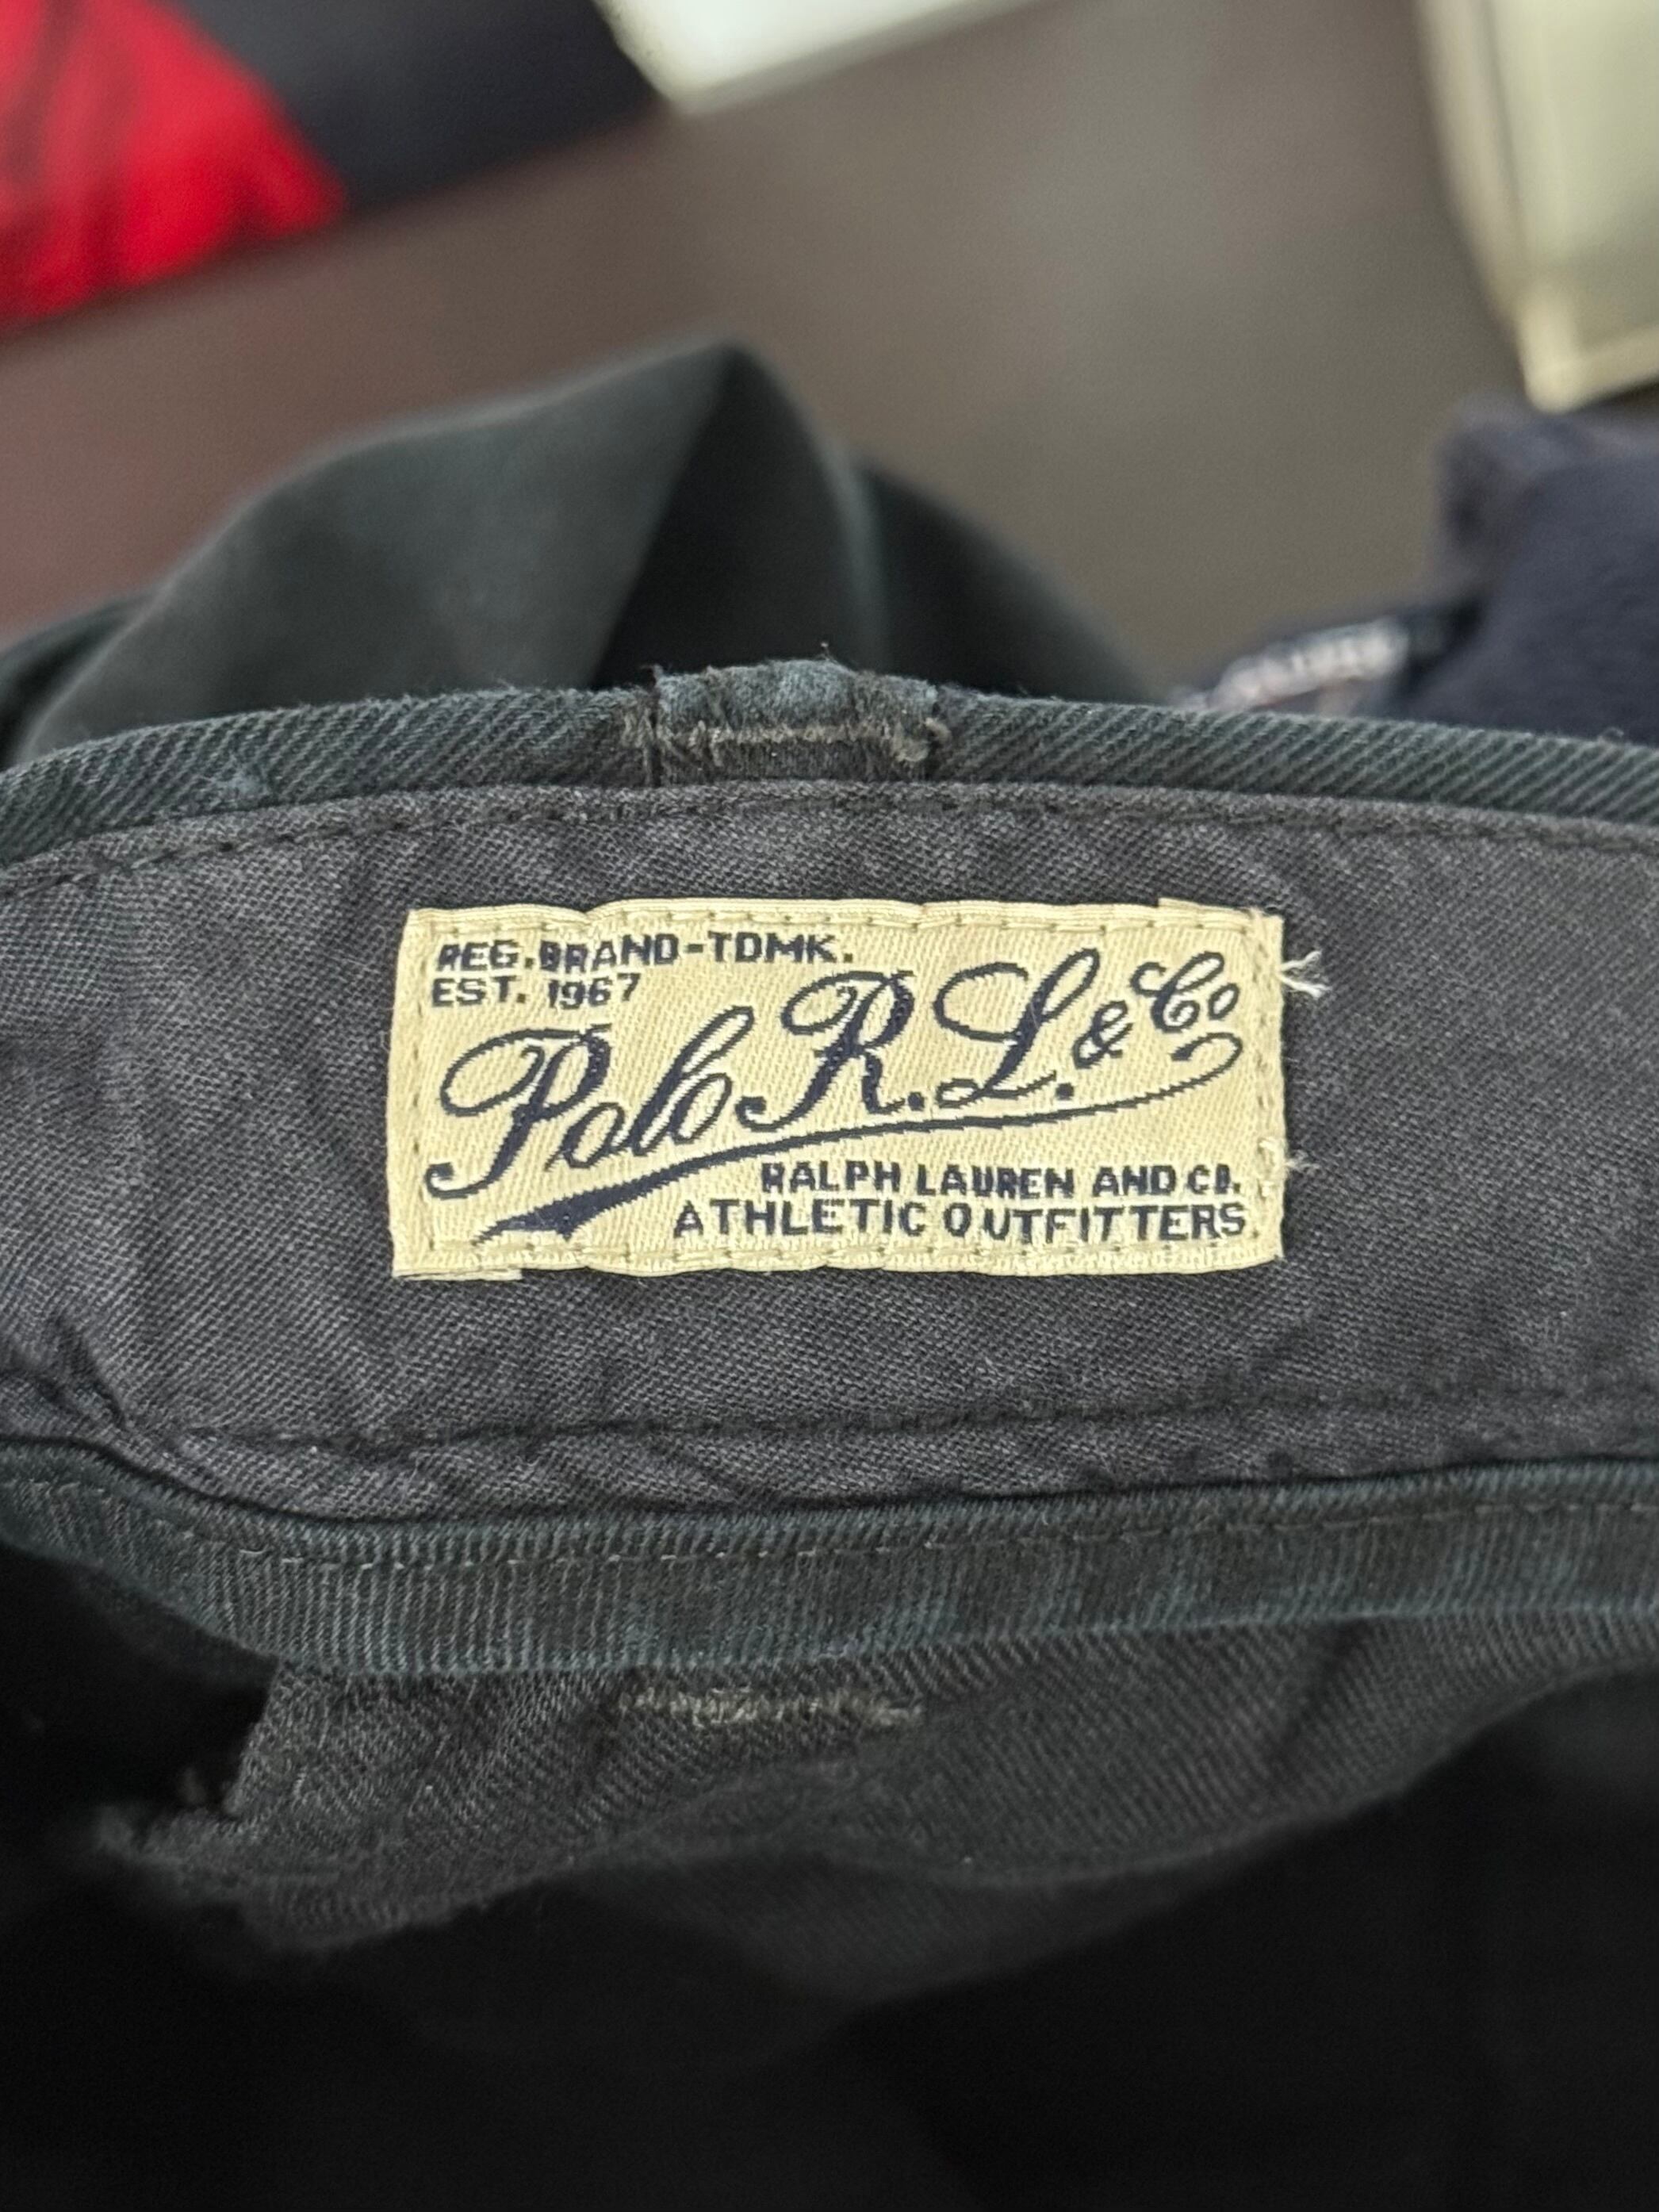 REG.BRAND-TDMK.
EST. 1967
Polo R.L. & Co
RALPH LAUREN AND CO.
ATHLETIC OUTFITTERS